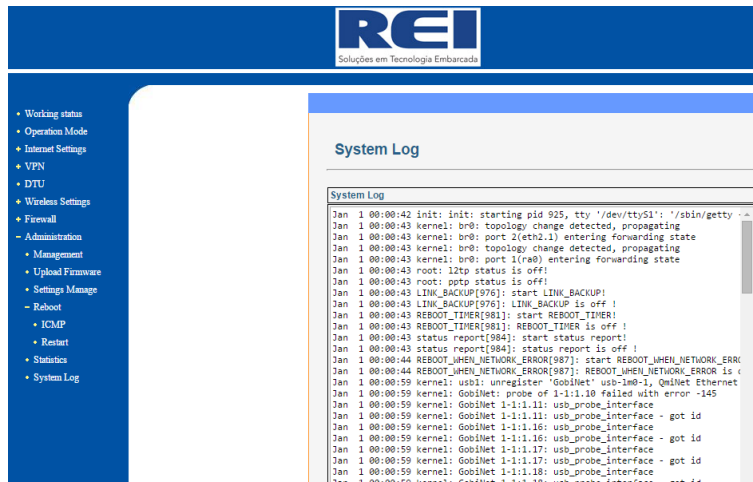 REI
Soluções em Tecnologia Embarcada
Working status
Operation Mode
Internet Settings
VPN
DTU
Wireless Settings
Firewall
Administration
Management
Upload Firmware
Settings Manage
Reboot
ICMP
Restart
Statistics
System Log
System Log
System Log
Jan 1 00:00:42 init: init: starting pid 925, tty '/dev/ttyS1': '/sbin/getty -
Jan 1 00:00:43 kernel: br0: topology change detected, propagating
Jan 1 00:00:43 kernel: br0: port 2(eth2.1) entering forwarding state
Jan 1 00:00:43 kernel: br0: topology change detected, propagating
Jan 1 00:00:43 kernel: br0: port 1(ra0) entering forwarding state
Jan 1 00:00:43 root: l2tp status is off!
Jan 1 00:00:43 root: pptp status is off!
Jan 1 00:00:43 LINK_BACKUP[976]: start LINK_BACKUP!
Jan 1 00:00:43 LINK_BACKUP[976]: LINK_BACKUP is off !
Jan 1 00:00:43 REBOOT_TIMER[981]: start REBOOT_TIMER!
Jan 1 00:00:43 REBOOT_TIMER[981]: REBOOT_TIMER is off !
Jan 1 00:00:43 status report[984]: start status report!
Jan 1 00:00:43 status report[984]: status report is off !
Jan 1 00:00:44 REBOOT_WHEN_NETWORK_ERROR[987]: start REBOOT_WHEN_NETWORK_ERRO
Jan 1 00:00:44 REBOOT_WHEN_NETWORK_ERROR[987]: REBOOT_WHEN_NETWORK_ERROR is
Jan 1 00:00:59 kernel: usb1: unregister 'GobiNet' usb-lm0-1, QmiNet Ethernet
Jan 1 00:00:59 kernel: GobiNet: probe of 1-1:1.10 failed with error -145
Jan 1 00:00:59 kernel: GobiNet 1-1:1.11: usb_probe_interface
Jan 1 00:00:59 kernel: GobiNet 1-1:1.11: usb_probe_interface - got id
Jan 1 00:00:59 kernel: GobiNet 1-1:1.16: usb_probe_interface
Jan 1 00:00:59 kernel: GobiNet 1-1:1.16: usb_probe_interface - got id
Jan 1 00:00:59 kernel: GobiNet 1-1:1.17: usb_probe_interface
Jan 1 00:00:59 kernel: GobiNet 1-1:1.17: usb_probe_interface - got id
Jan 1 00:00:59 kernel: GobiNet 1-1:1.18: usb_probe_interface